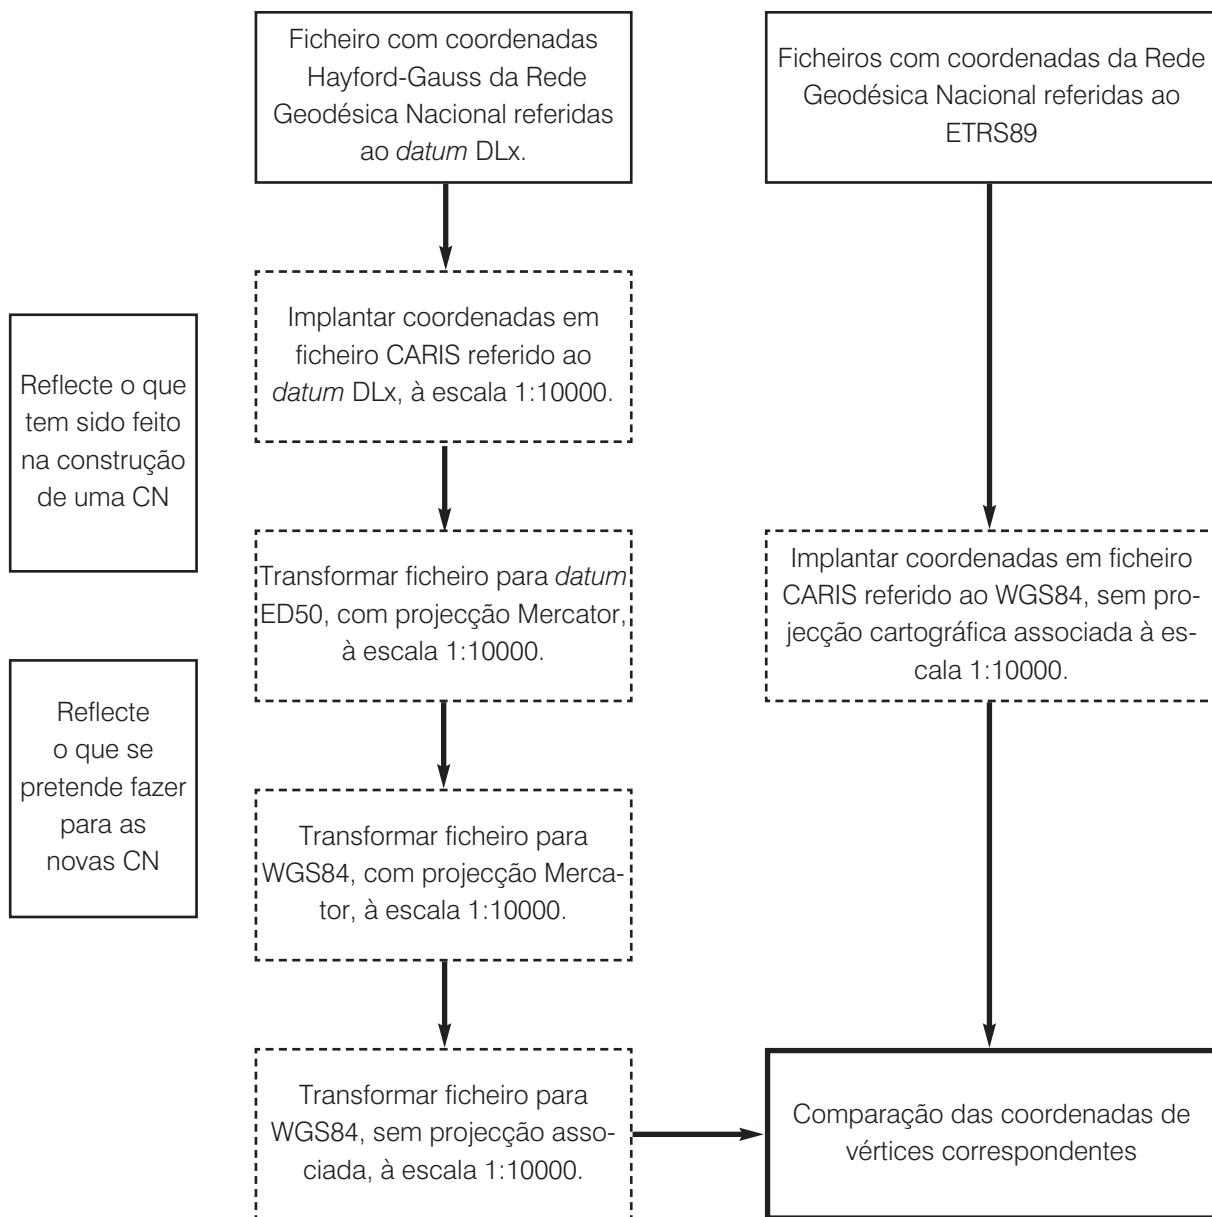 Ficheiro com coordenadas
Hayford-Gauss da Rede
Geodésica Nacional referidas
ao datum DLx.
Ficheiros com coordenadas da Rede
Geodésica Nacional referidas ao
ETRS89
Implantar coordenadas em
ficheiro CARIS referido ao
datum DLx, à escala 1:10000.
Reflecte o que
tem sido feito
na construção
de uma CN
Transformar ficheiro para datum
ED50, com projecção Mercator,
à escala 1:10000.
Implantar coordenadas em ficheiro
CARIS referido ao WGS84, sem pro-
jecção cartográfica associada à es-
cala 1:10000.
Reflecte
o que se
pretende fazer
para as
novas CN
Transformar ficheiro para
WGS84, com projecção Merca-
tor, à escala 1:10000.
Transformar ficheiro para
WGS84, sem projecção asso-
ciada, à escala 1:10000.
Comparação das coordenadas de
vértices correspondentes